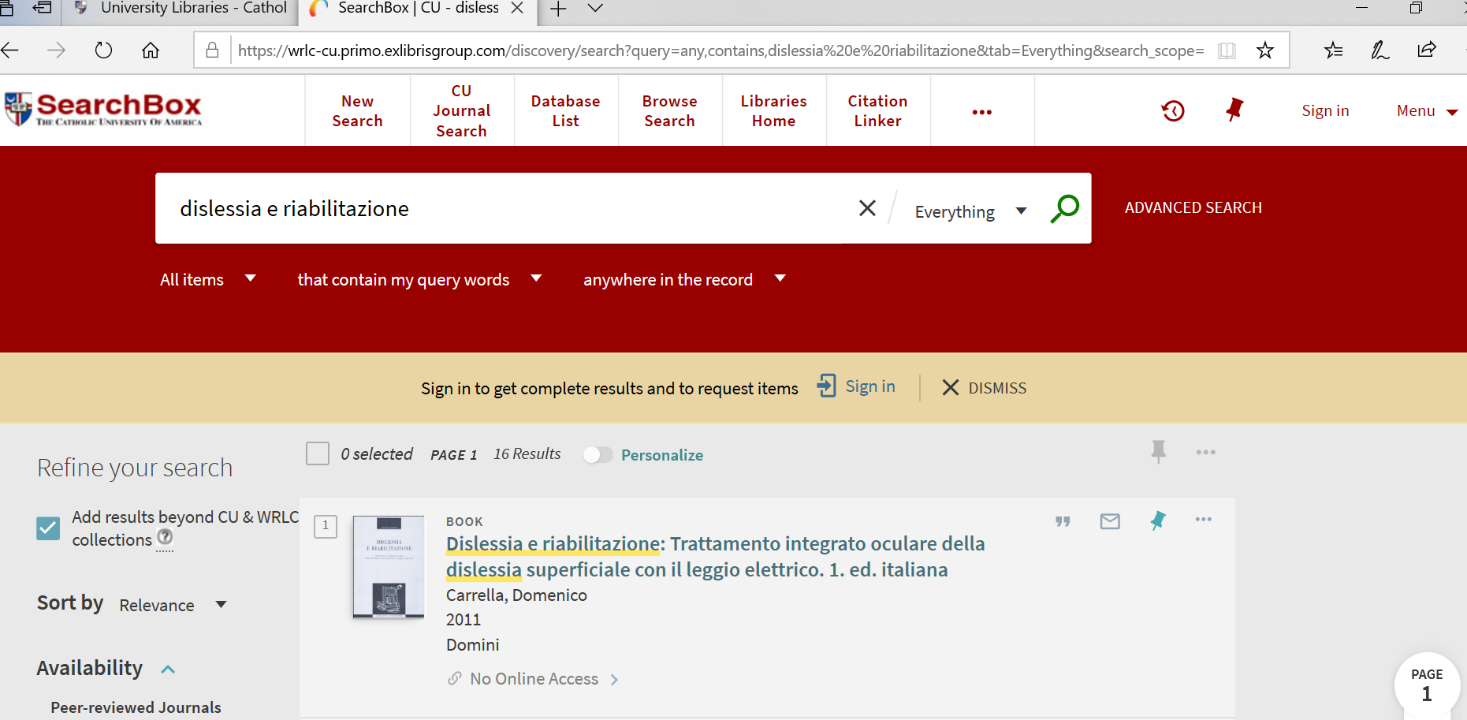 University Libraries - Cathol
SearchBox | CU - disless
https://wrlc-cu.primo.exlibrisgroup.com/discovery/search?query=any,contains,dislessia%20e%20riabilitazione&tab=Everything&search_scope=
SearchBox
THE CATHOLIC UNIVERSITY OF AMERICA
New Search
CU Journal Search
Database List
Browse Search
Libraries Home
Citation Linker
Sign in
Menu
dislessia e riabilitazione
Everything
ADVANCED SEARCH
All items
that contain my query words
anywhere in the record
Sign in to get complete results and to request items
Sign in
DISMISS
Refine your search
0 selected
PAGE 1
16 Results
Personalize
Add results beyond CU & WRLC
collections
?
Sort by
Relevance
Availability
Peer-reviewed Journals
1
DISLESSIA
E RIABILITAZIONE
BOOK
Dislessia e riabilitazione: Trattamento integrato oculare della
dislessia superficiale con il leggio elettrico. 1. ed. italiana
Carrella, Domenico
2011
Domini
No Online Access
PAGE
1